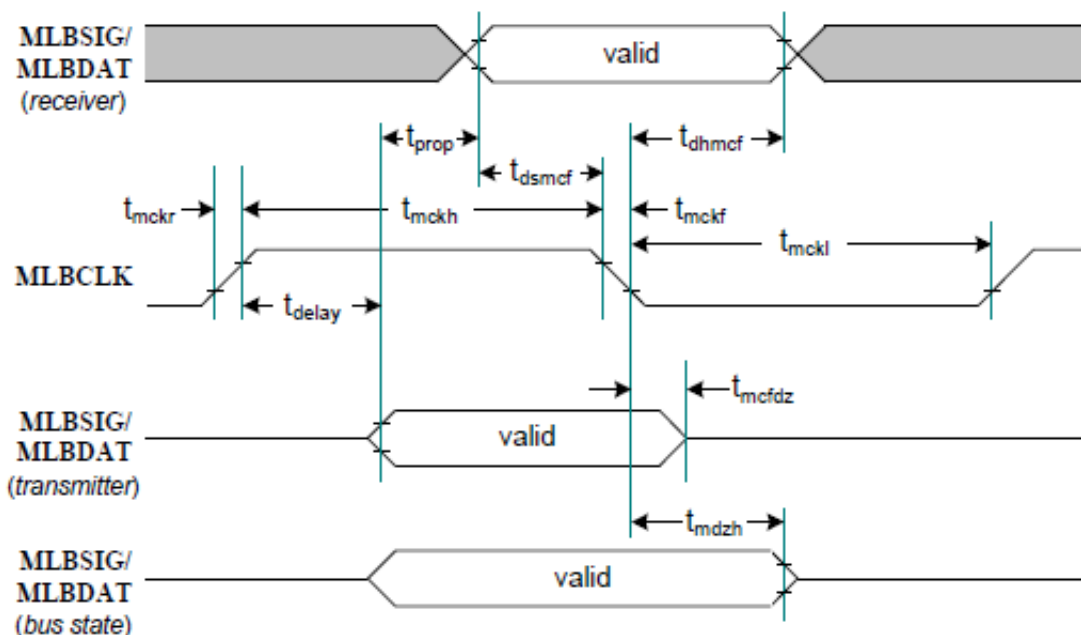 MLBSIG/
MLBDAT
(receiver)
valid
tprop
tdhmcf
tdsmcf
tmckr
tmckh
tmckf
tmckl
MLBCLK
tdelay
tmcfdz
MLBSIG/
MLBDAT
(transmitter)
valid
tmdzh
MLBSIG/
MLBDAT
(bus state)
valid